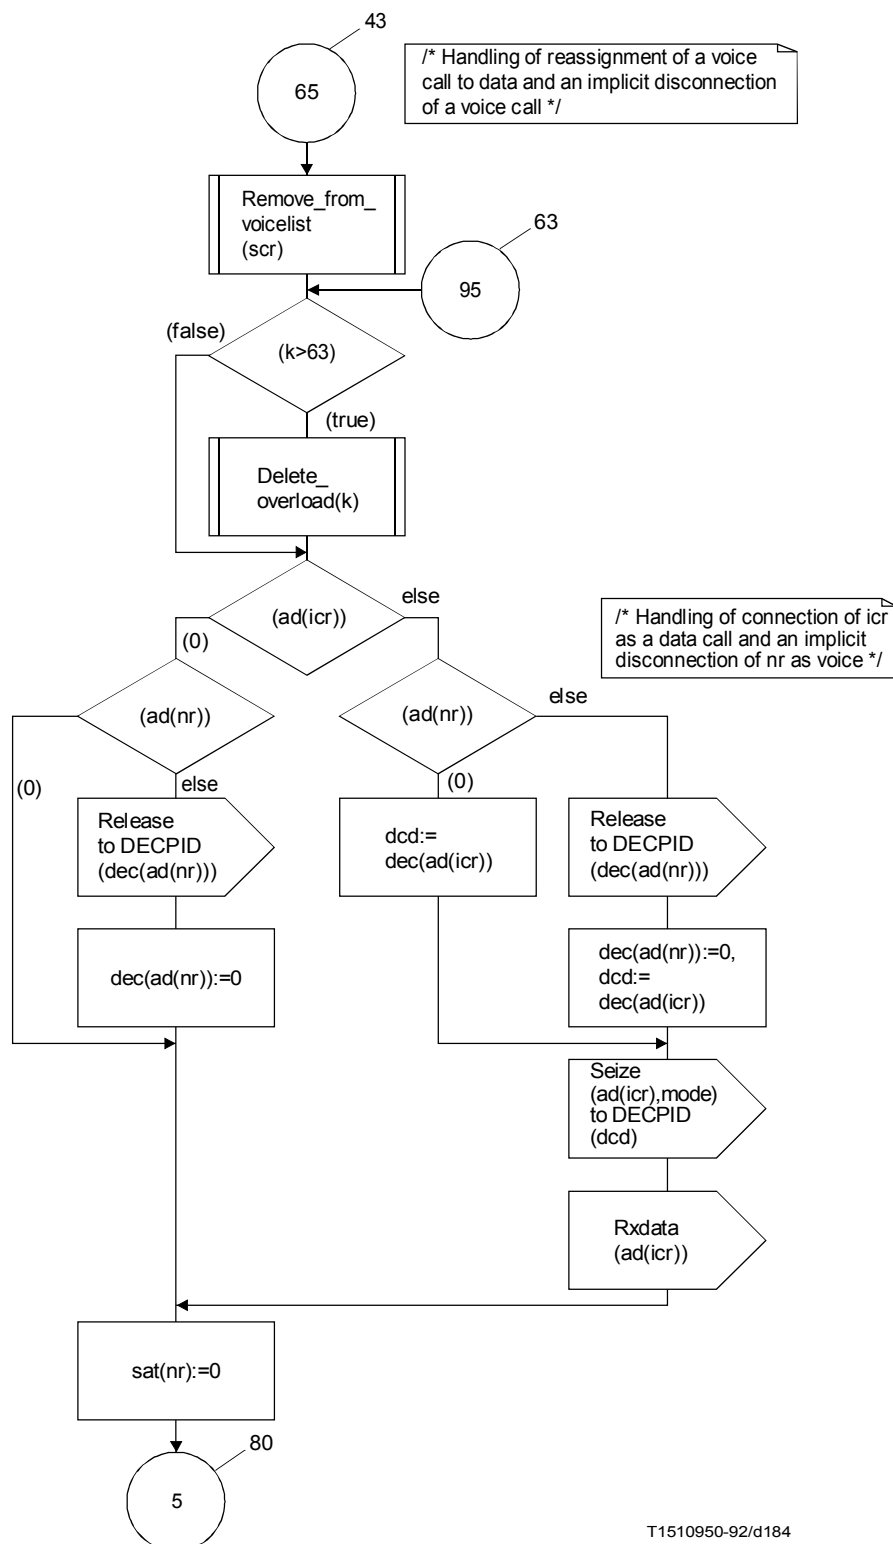 43
/* Handling of reassignment of a voice
call to data and an implicit disconnection
of a voice call */
65
Remove_from_
voicelist
(scr)
63
95
(false)
(k>63)
(true)
Delete_
overload(k)
(ad(icr))
else
(0)
/* Handling of connection of icr
as a data call and an implicit
disconnection of nr as voice */
(ad(nr))
(ad(nr))
else
(0)
else
(0)
Release
to DECPID
(dec(ad(nr)))
dcd:=
dec(ad(icr))
Release
to DECPID
(dec(ad(nr)))
dec(ad(nr)):=0
dec(ad(nr)):=0,
dcd:=
dec(ad(icr))
Seize
(ad(icr),mode)
to DECPID
(dcd)
Rxdata
(ad(icr))
sat(nr):=0
80
5
T1510950-92/d184